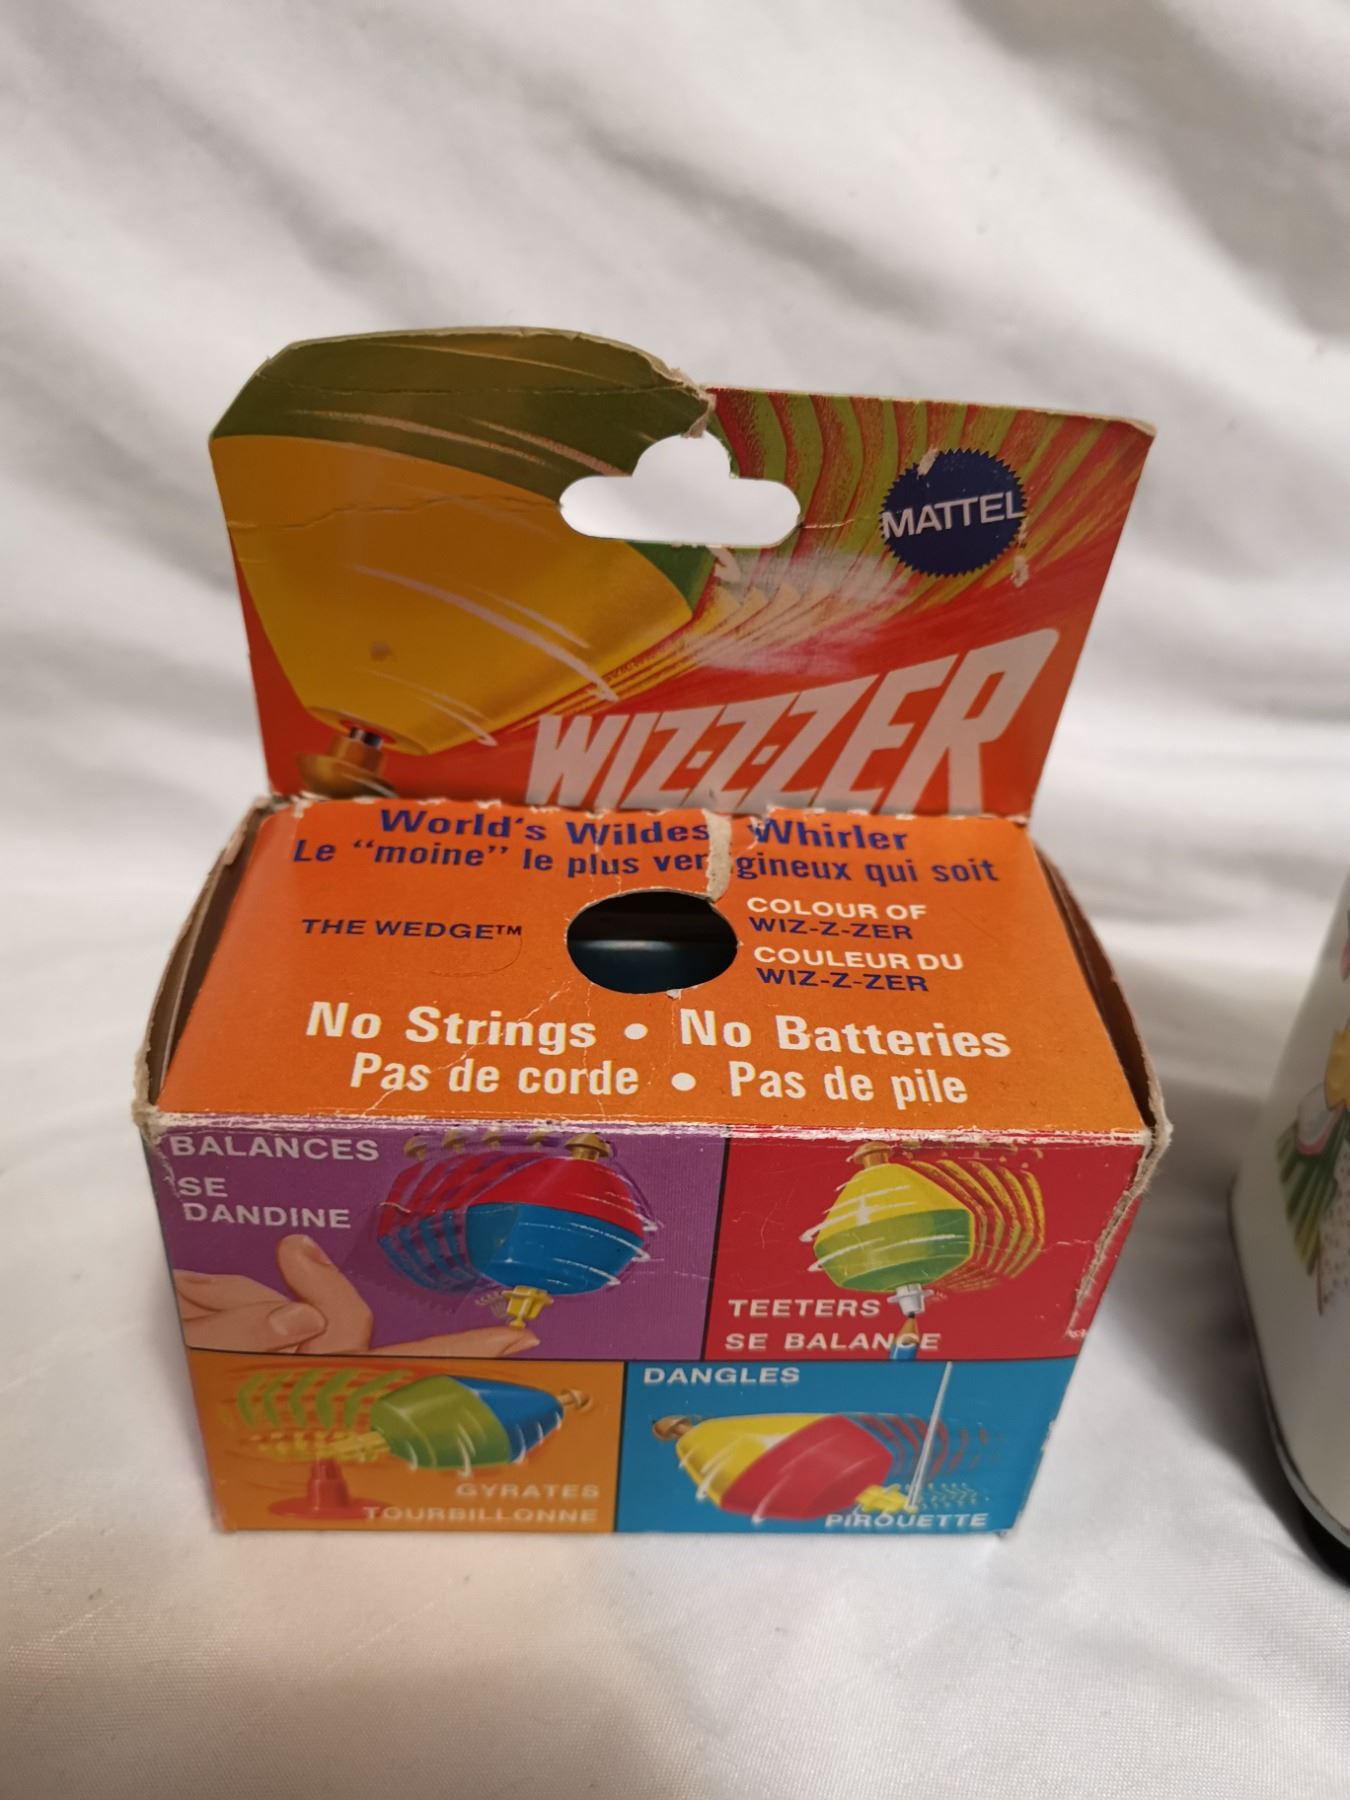 MATTEL
WIZ-Z-ZER
World's Wildes Whirler
Le "moine" le plus ver gineux qui soit
THE WEDGE™
COLOUR OF
WIZ-Z-ZER
COULEUR DU
WIZ-Z-ZER
No Strings • No Batteries
Pas de corde • Pas de pile
BALANCES
SE
DANDINE
TEETERS
SE BALANCE
GYRATES
TOURBILLONNE
DANGLES
PIROUETTE